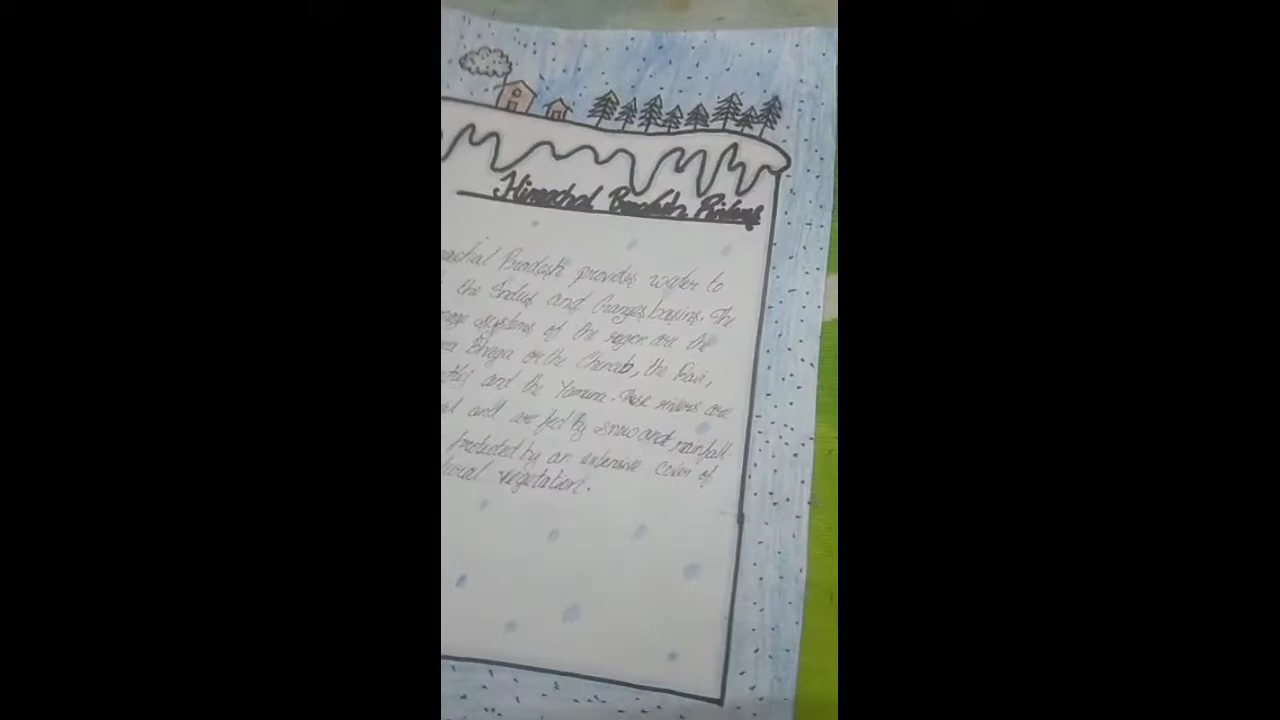 Himachal Pradesh Rivers
Pradesh provides water to
the Indus and Ganges basins. The
systems of the region are the
Bhaga or the Chenab, the Ravi,
and the Yamuna. These rivers are
and are fed by snow and rainfall.
protected by an extensive cover of
vegetation.